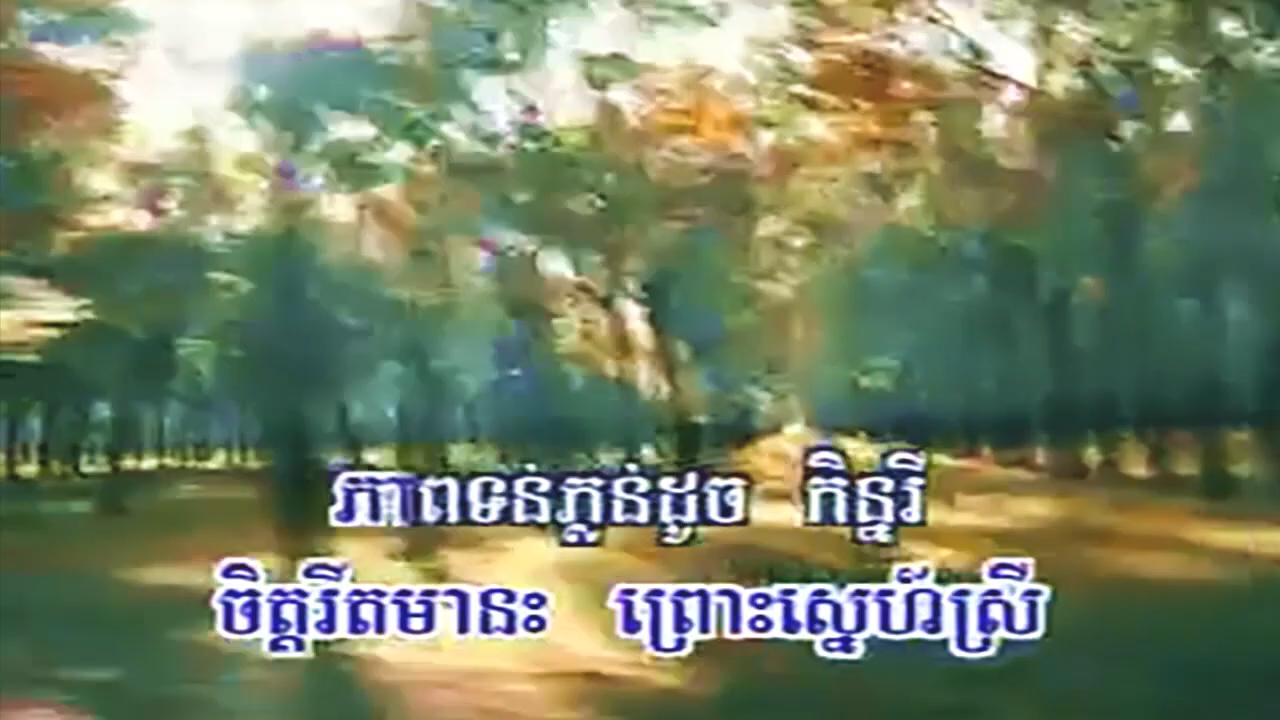 ភាពទន់ភ្លន់ដូច កិន្នរី
ចិត្តរឹតមានះ ព្រោះស្នេហ៍ស្រី